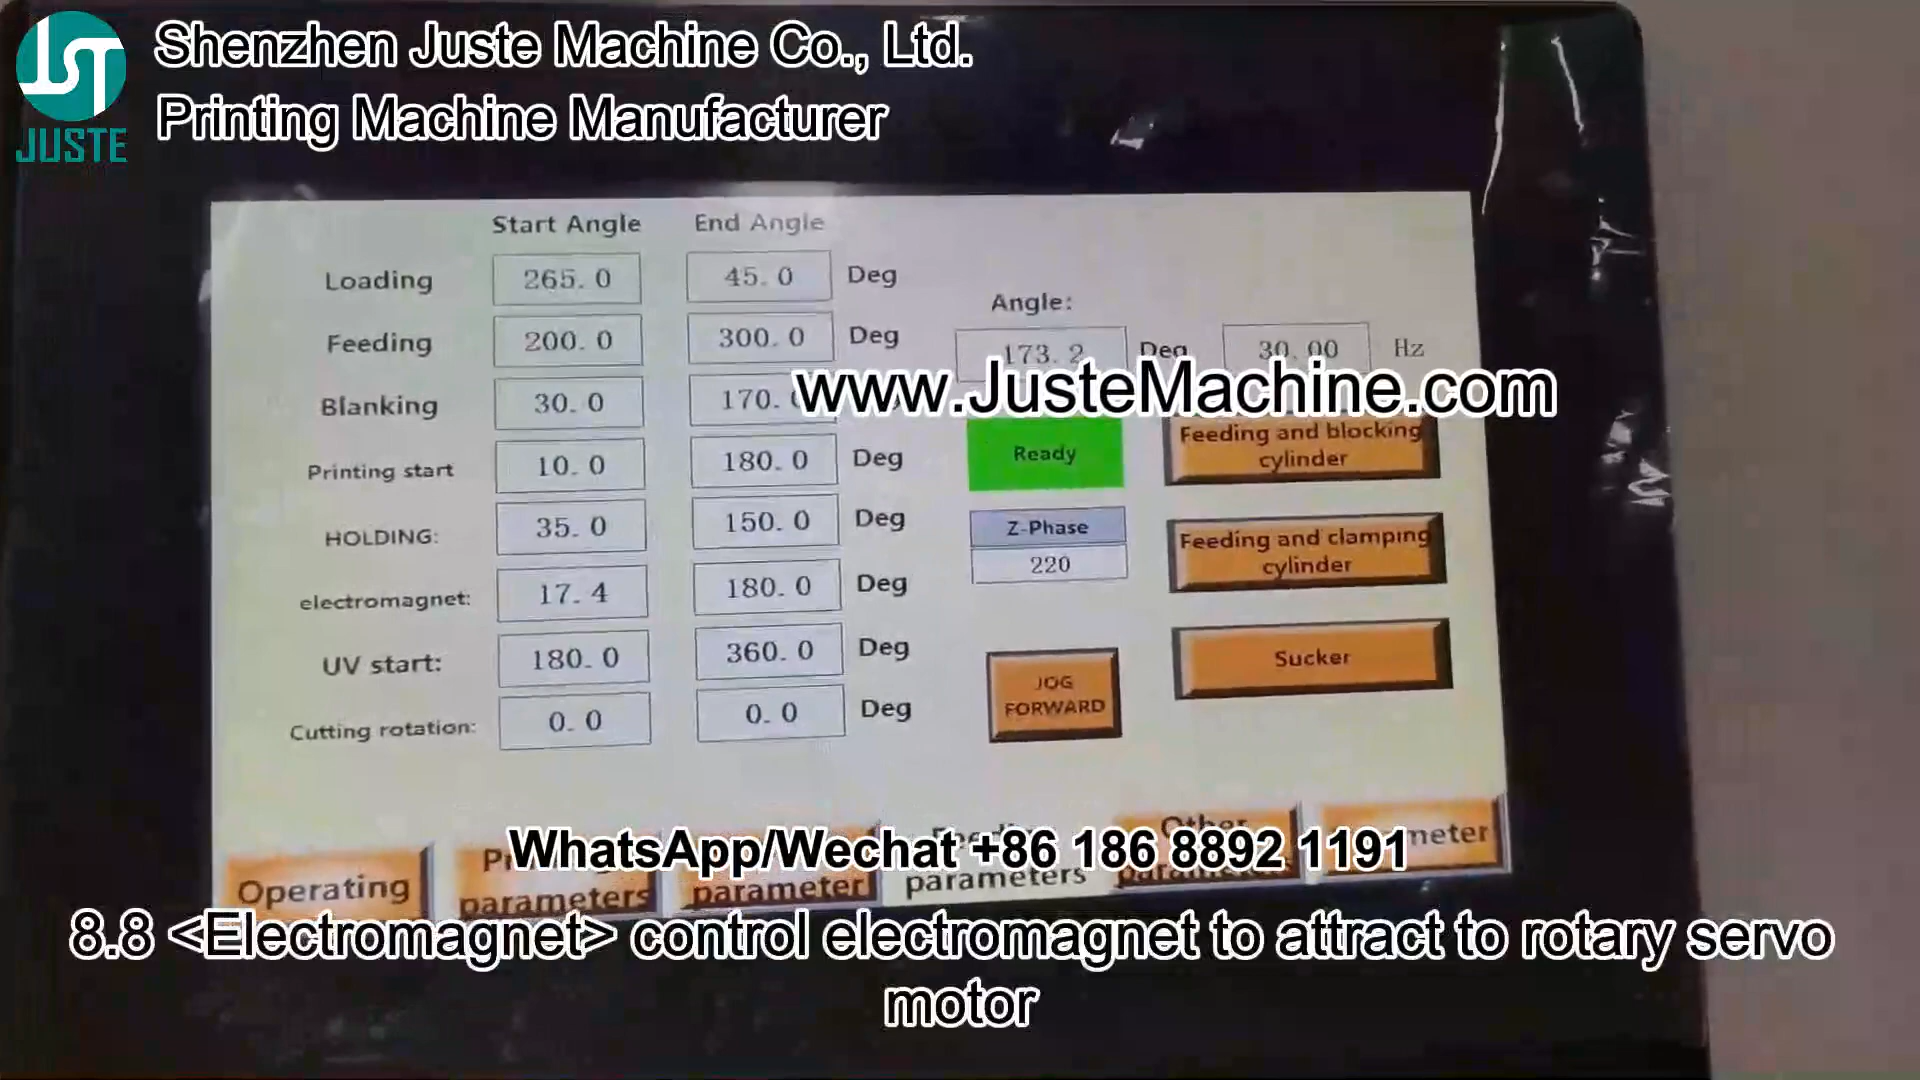 Shenzhen Juste Machine Co., Ltd.
Printing Machine Manufacturer
JUSTE
Start Angle End Angle
Loading 265.0 45.0 Deg
Angle:
Feeding 200.0 300.0 Deg
173.2 Deg 30.00 Hz
www.JusteMachine.com
Blanking 30.0 170.
Feeding and blocking
cylinder
Ready
Printing start 10.0 180.0 Deg
HOLDING: 35.0 150.0 Deg
Z-Phase
220
Feeding and clamping
cylinder
electromagnet: 17.4 180.0 Deg
UV start: 180.0 360.0 Deg
Sucker
JOG
FORWARD
Cutting rotation: 0.0 0.0 Deg
WhatsApp/Wechat +86 186 8892 1191
Operating
parameters
parameter
parameters
Other
8.8 <Electromagnet> control electromagnet to attract to rotary servo
motor